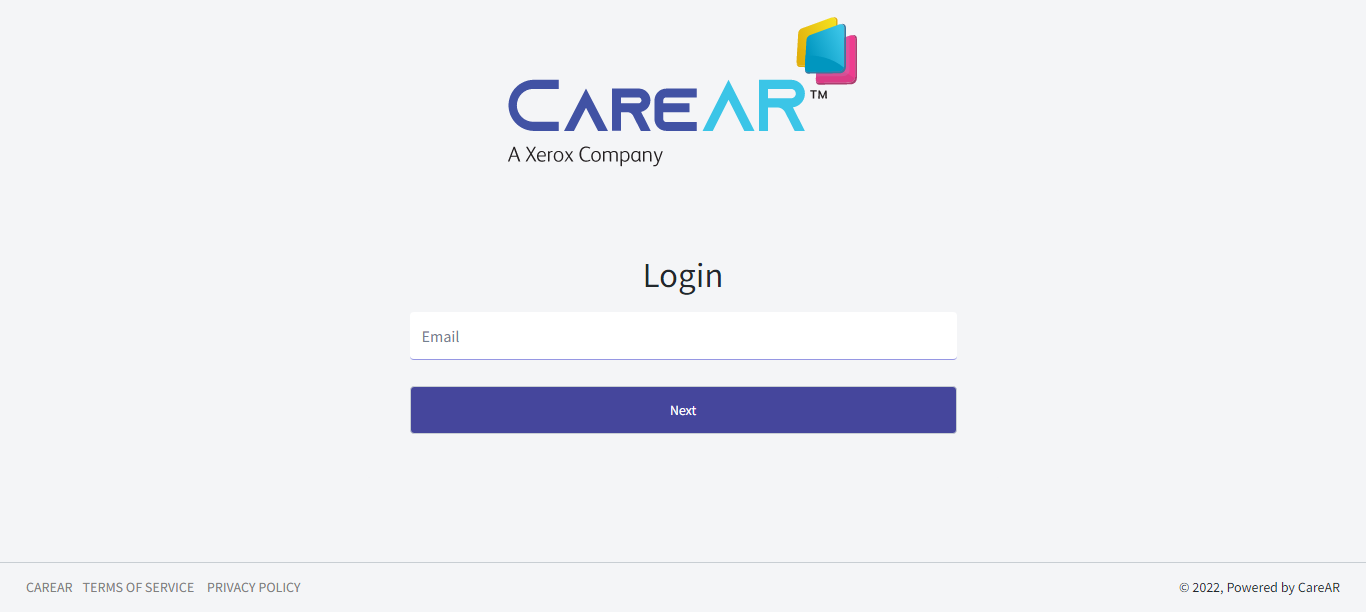 CAREAR™
A Xerox Company
Login
Email
Next
CAREAR TERMS OF SERVICE PRIVACY POLICY © 2022, Powered by CareAR